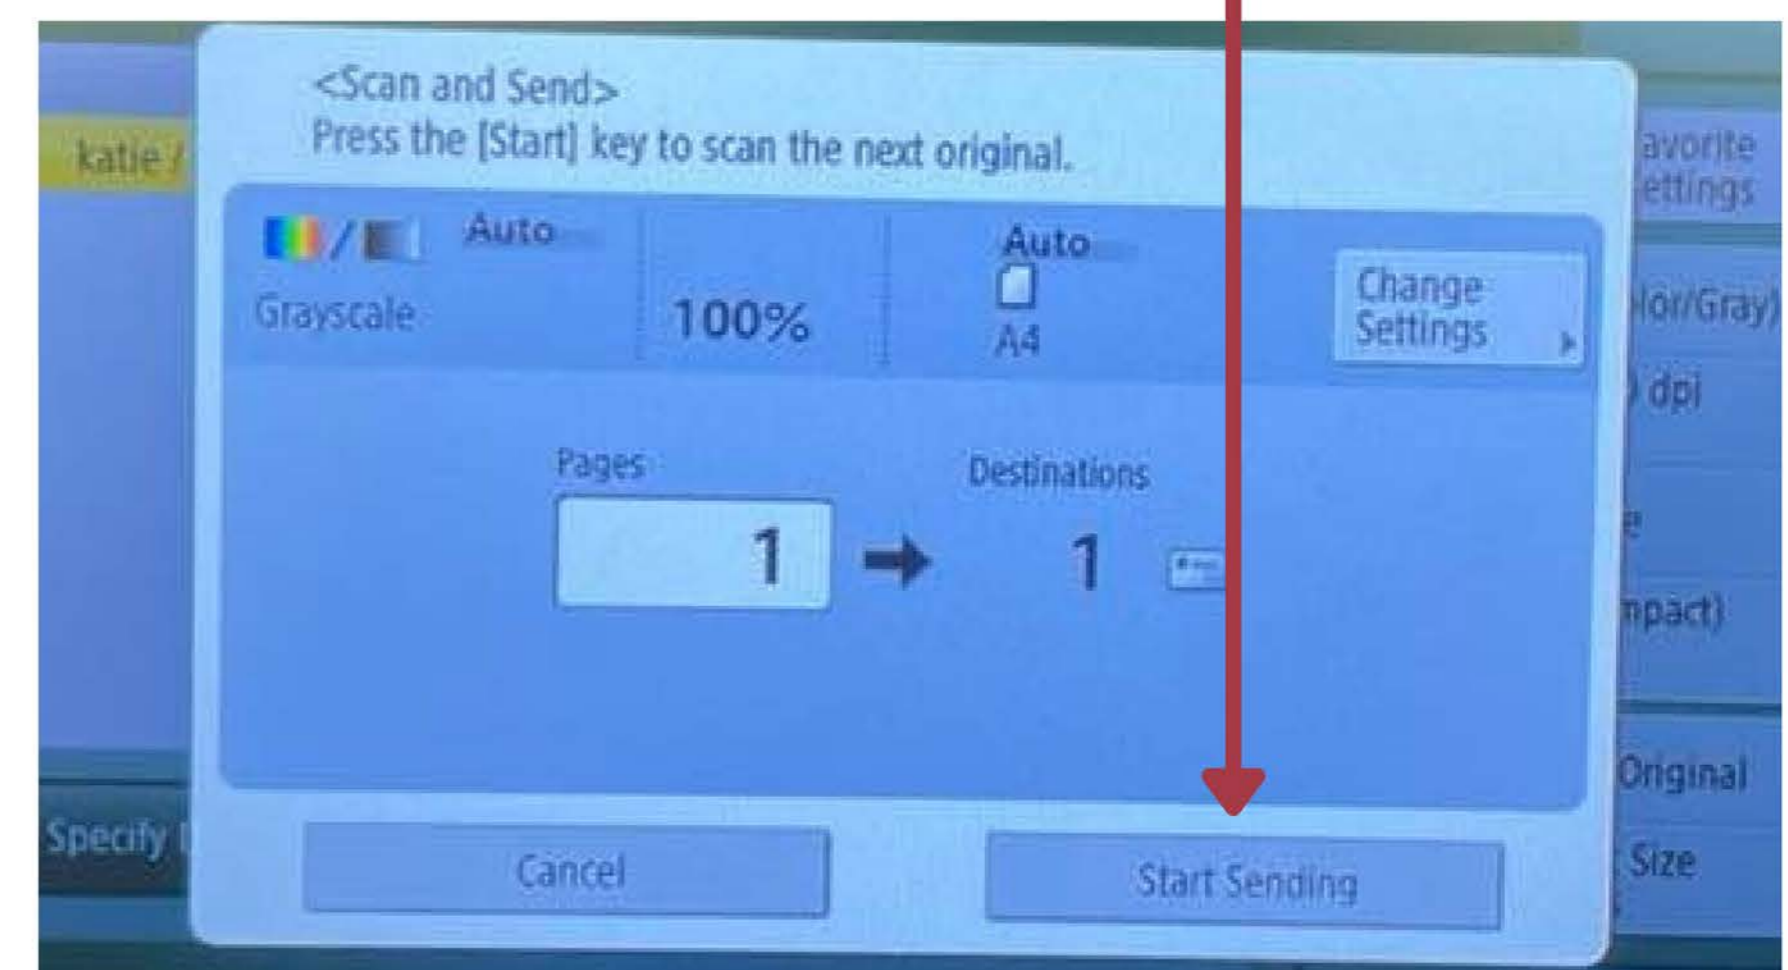 <Scan and Send>
Press the [Start] key to scan the next original.
katie /
avorite
ettings
Auto
Auto
Change
Settings
Grayscale
100%
A4
lor/Gray)
dpi
Pages
Destinations
1
1
e
mpact)
Original
Specify
Cancel
Start Sending
Size